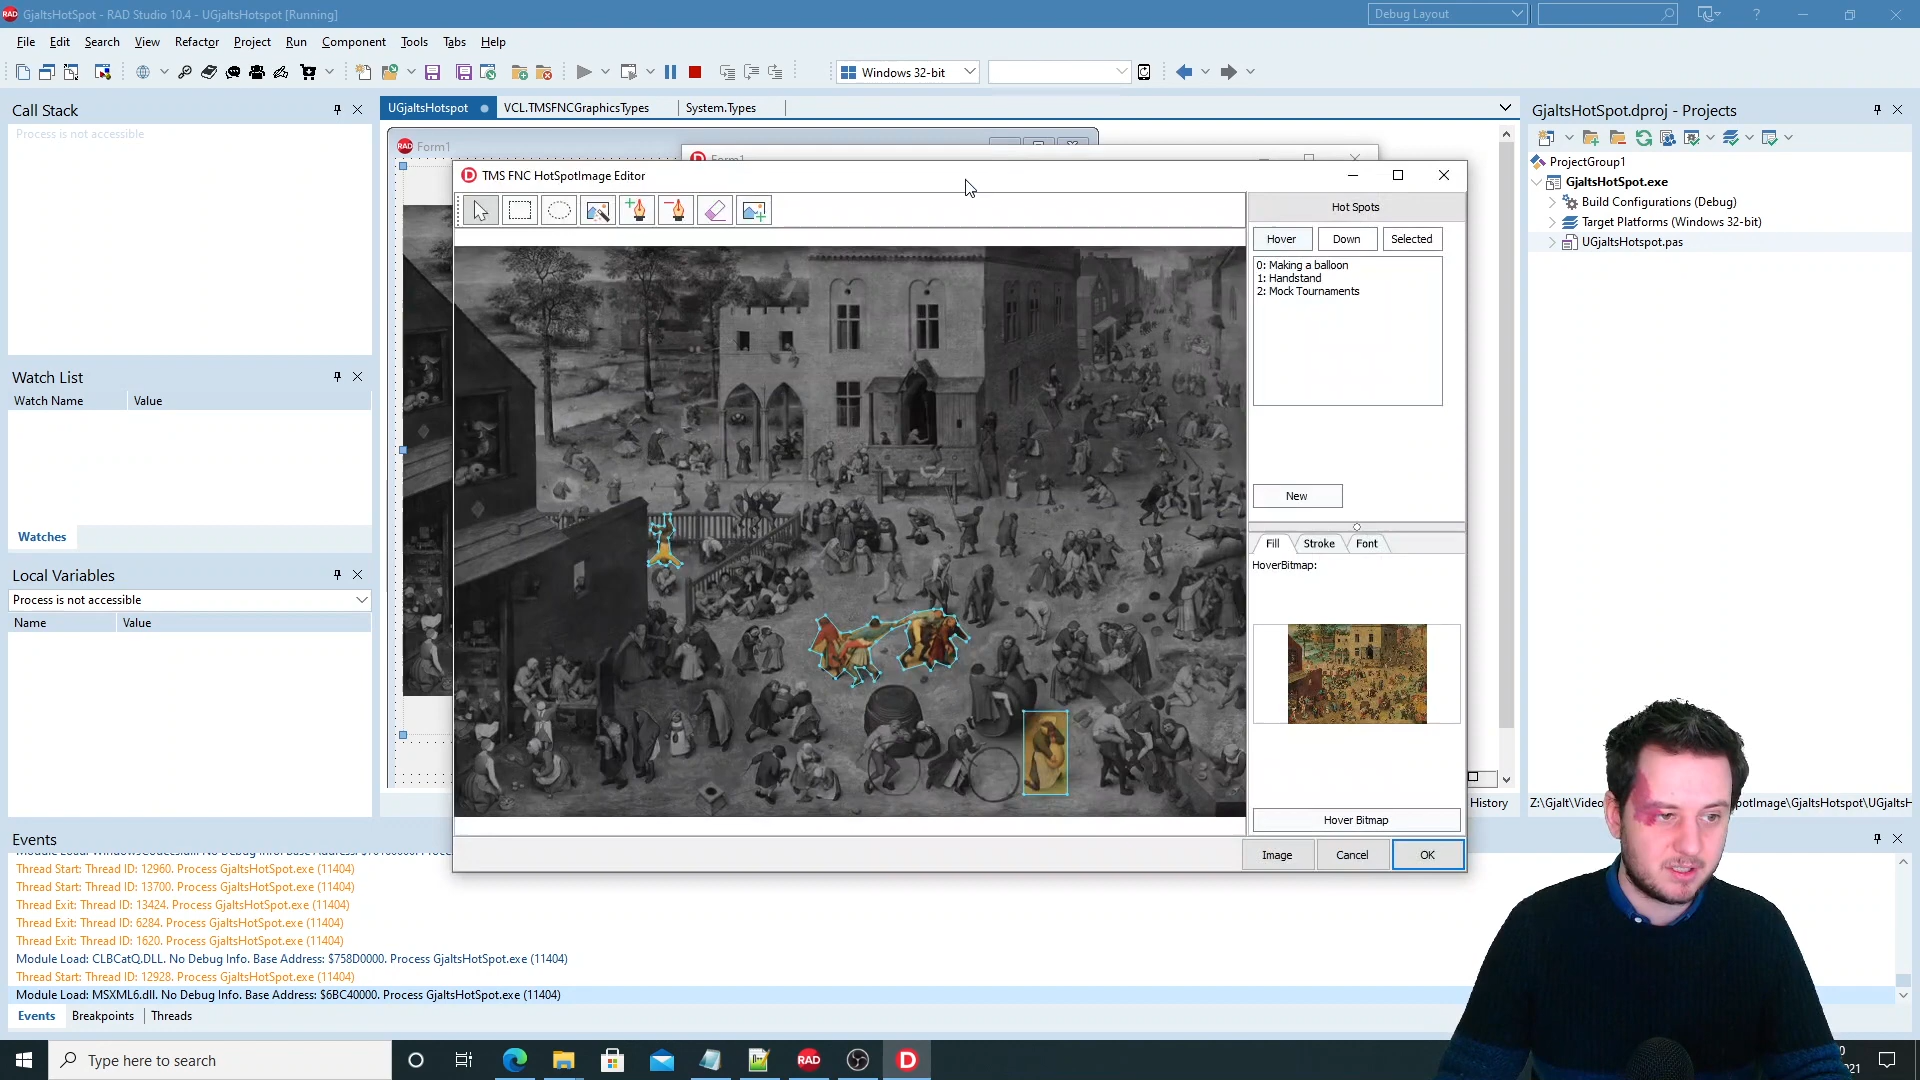 GjaltsHotSpot - RAD Studio 10.4 - UGjaltsHotspot [Running]
Debug Layout
File Edit Search View Refactor Project Run Component Tools Tabs Help
Windows 32-bit
Call Stack
Process is not accessible
UGjaltsHotspot VCL.TMSFNCGraphicsTypes System.Types
GjaltsHotSpot.dproj - Projects
Form1
Form1
TMS FNC HotSpotImage Editor
Hot Spots
Hover Down Selected
0: Making a balloon
1: Handstand
2: Mock Tournaments
New
Fill Stroke Font
HoverBitmap:
Hover Bitmap
Image Cancel OK
ProjectGroup1
GjaltsHotSpot.exe
Build Configurations (Debug)
Target Platforms (Windows 32-bit)
UGjaltsHotspot.pas
Watch List
Watch Name Value
Watches
Local Variables
Process is not accessible
Name Value
History
Z:\Gjalt\Video
potImage\GjaltsHotspot\UGjaltsH
Events
Thread Start: Thread ID: 12960. Process GjaltsHotSpot.exe (11404)
Thread Start: Thread ID: 13700. Process GjaltsHotSpot.exe (11404)
Thread Exit: Thread ID: 13424. Process GjaltsHotSpot.exe (11404)
Thread Exit: Thread ID: 6284. Process GjaltsHotSpot.exe (11404)
Thread Exit: Thread ID: 1620. Process GjaltsHotSpot.exe (11404)
Module Load: CLBCatQ.DLL. No Debug Info. Base Address: $758D0000. Process GjaltsHotSpot.exe (11404)
Thread Start: Thread ID: 12928. Process GjaltsHotSpot.exe (11404)
Module Load: MSXML6.dll. No Debug Info. Base Address: $6BC40000. Process GjaltsHotSpot.exe (11404)
Events Breakpoints Threads
Type here to search
RAD
D